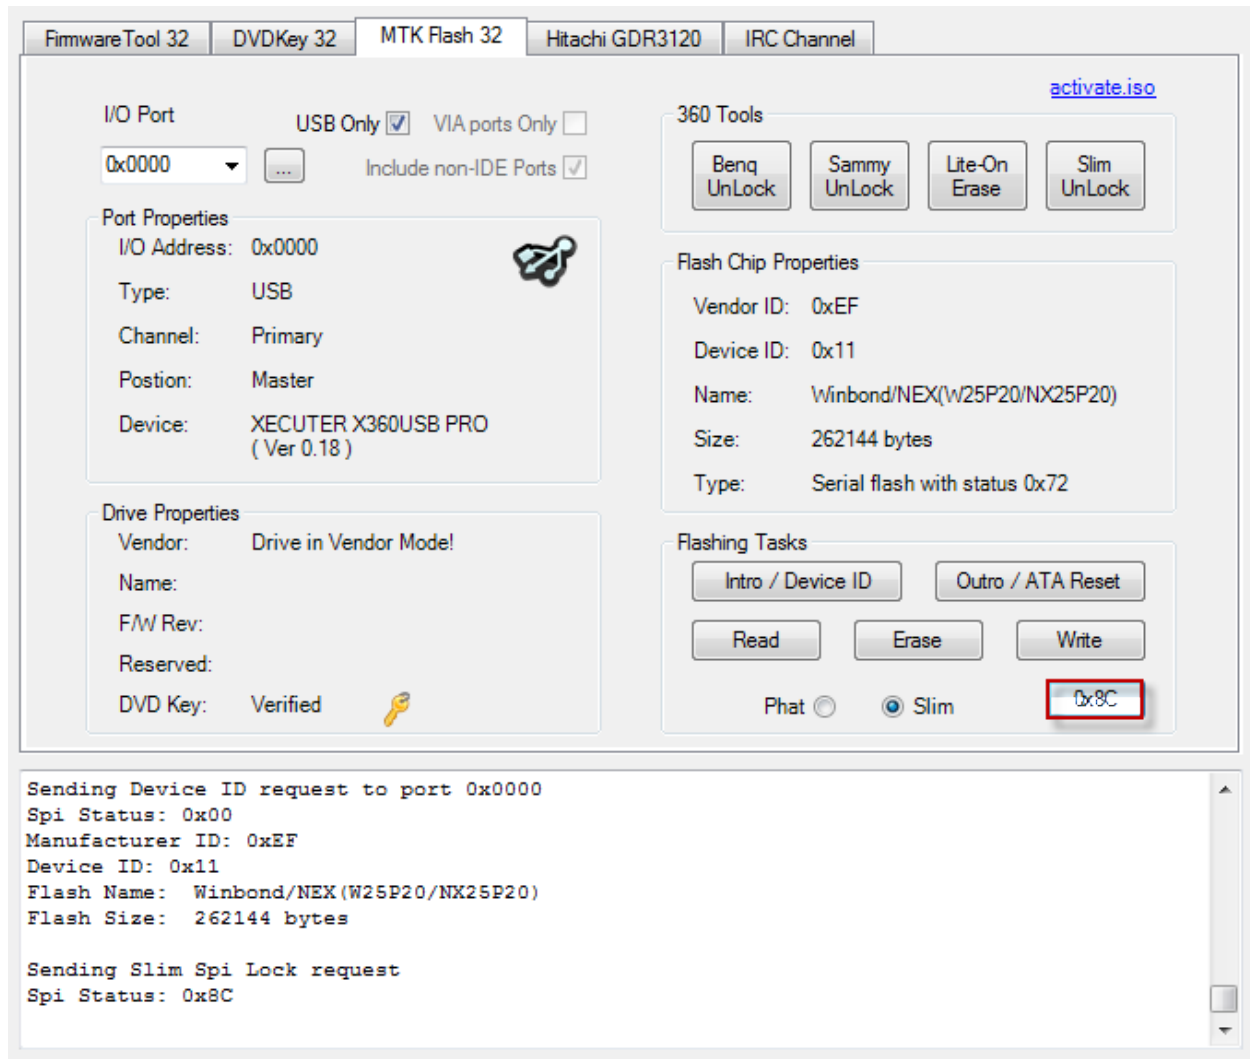 FirmwareTool 32
DVDKey 32
MTK Flash 32
Hitachi GDR3120
IRC Channel
activate.iso
I/O Port
USB Only
VIA ports Only
0x0000
...
Include non-IDE Ports
Port Properties
I/O Address: 0x0000
Type: USB
Channel: Primary
Postion: Master
Device: XECUTER X360USB PRO
( Ver 0.18 )
Drive Properties
Vendor: Drive in Vendor Mode!
Name:
F/W Rev:
Reserved:
DVD Key: Verified
360 Tools
Benq
UnLock
Sammy
UnLock
Lite-On
Erase
Slim
UnLock
Flash Chip Properties
Vendor ID: 0xEF
Device ID: 0x11
Name: Winbond/NEX(W25P20/NX25P20)
Size: 262144 bytes
Type: Serial flash with status 0x72
Flashing Tasks
Intro / Device ID
Outro / ATA Reset
Read
Erase
Write
Phat
Slim
0x8C
Sending Device ID request to port 0x0000
Spi Status: 0x00
Manufacturer ID: 0xEF
Device ID: 0x11
Flash Name:  Winbond/NEX(W25P20/NX25P20)
Flash Size:  262144 bytes
Sending Slim Spi Lock request
Spi Status: 0x8C